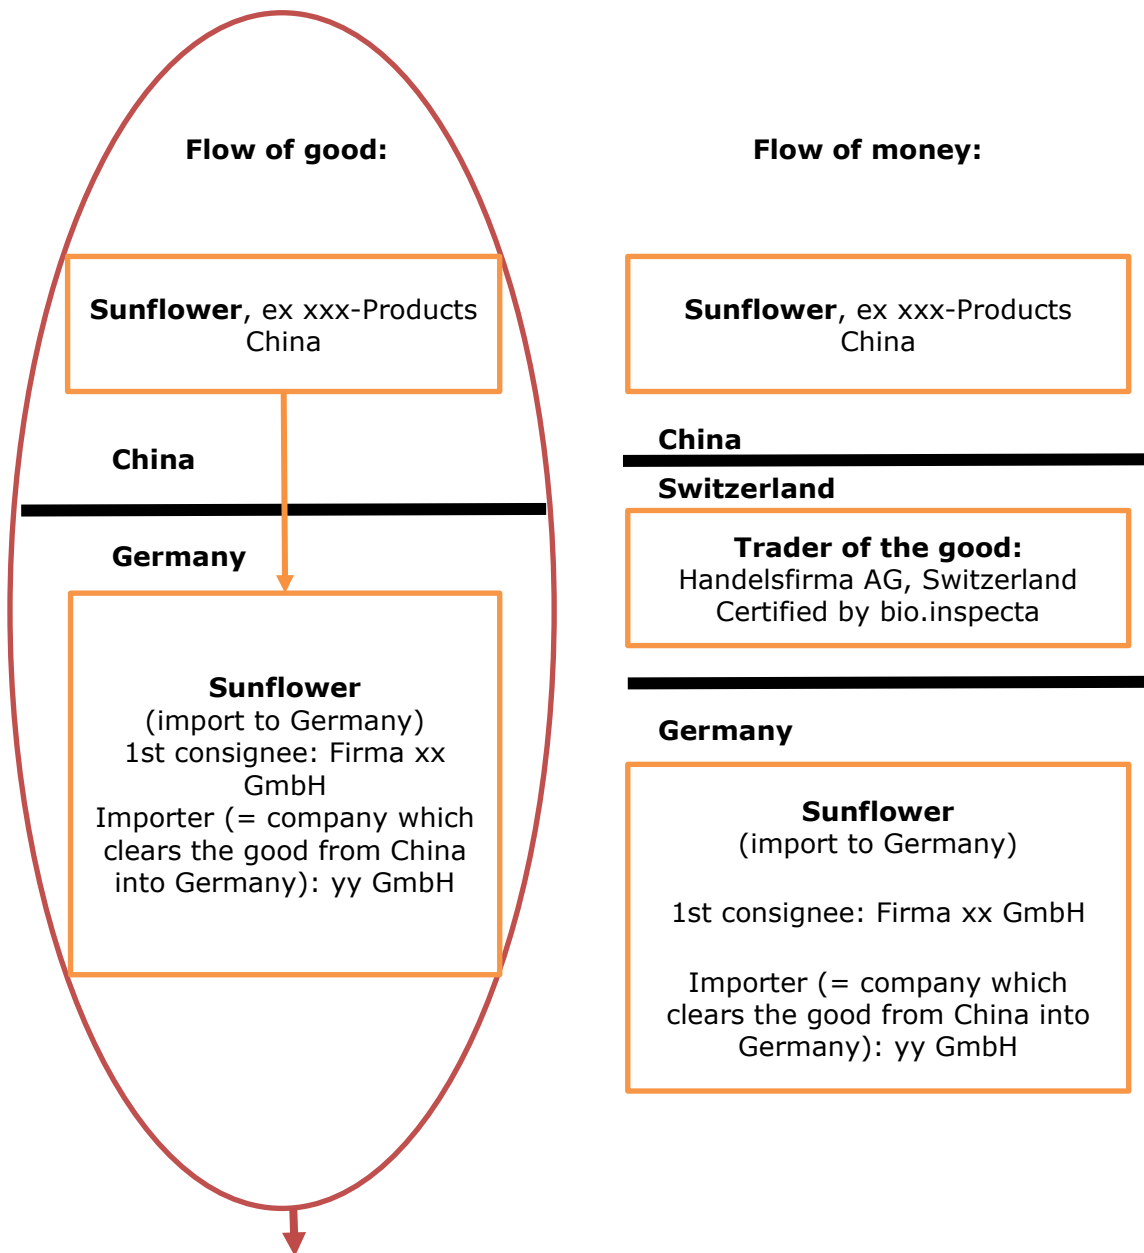 Flow of good:
Sunflower, ex xxx-Products
China
China
Germany
Sunflower
(import to Germany)
1st consignee: Firma xx
GmbH
Importer (= company which
clears the good from China
into Germany): yy GmbH
Flow of money:
Sunflower, ex xxx-Products
China
China
Switzerland
Trader of the good:
Handelsfirma AG, Switzerland
Certified by bio.inspecta
Germany
Sunflower
(import to Germany)
1st consignee: Firma xx GmbH
Importer (= company which
clears the good from China into
Germany): yy GmbH